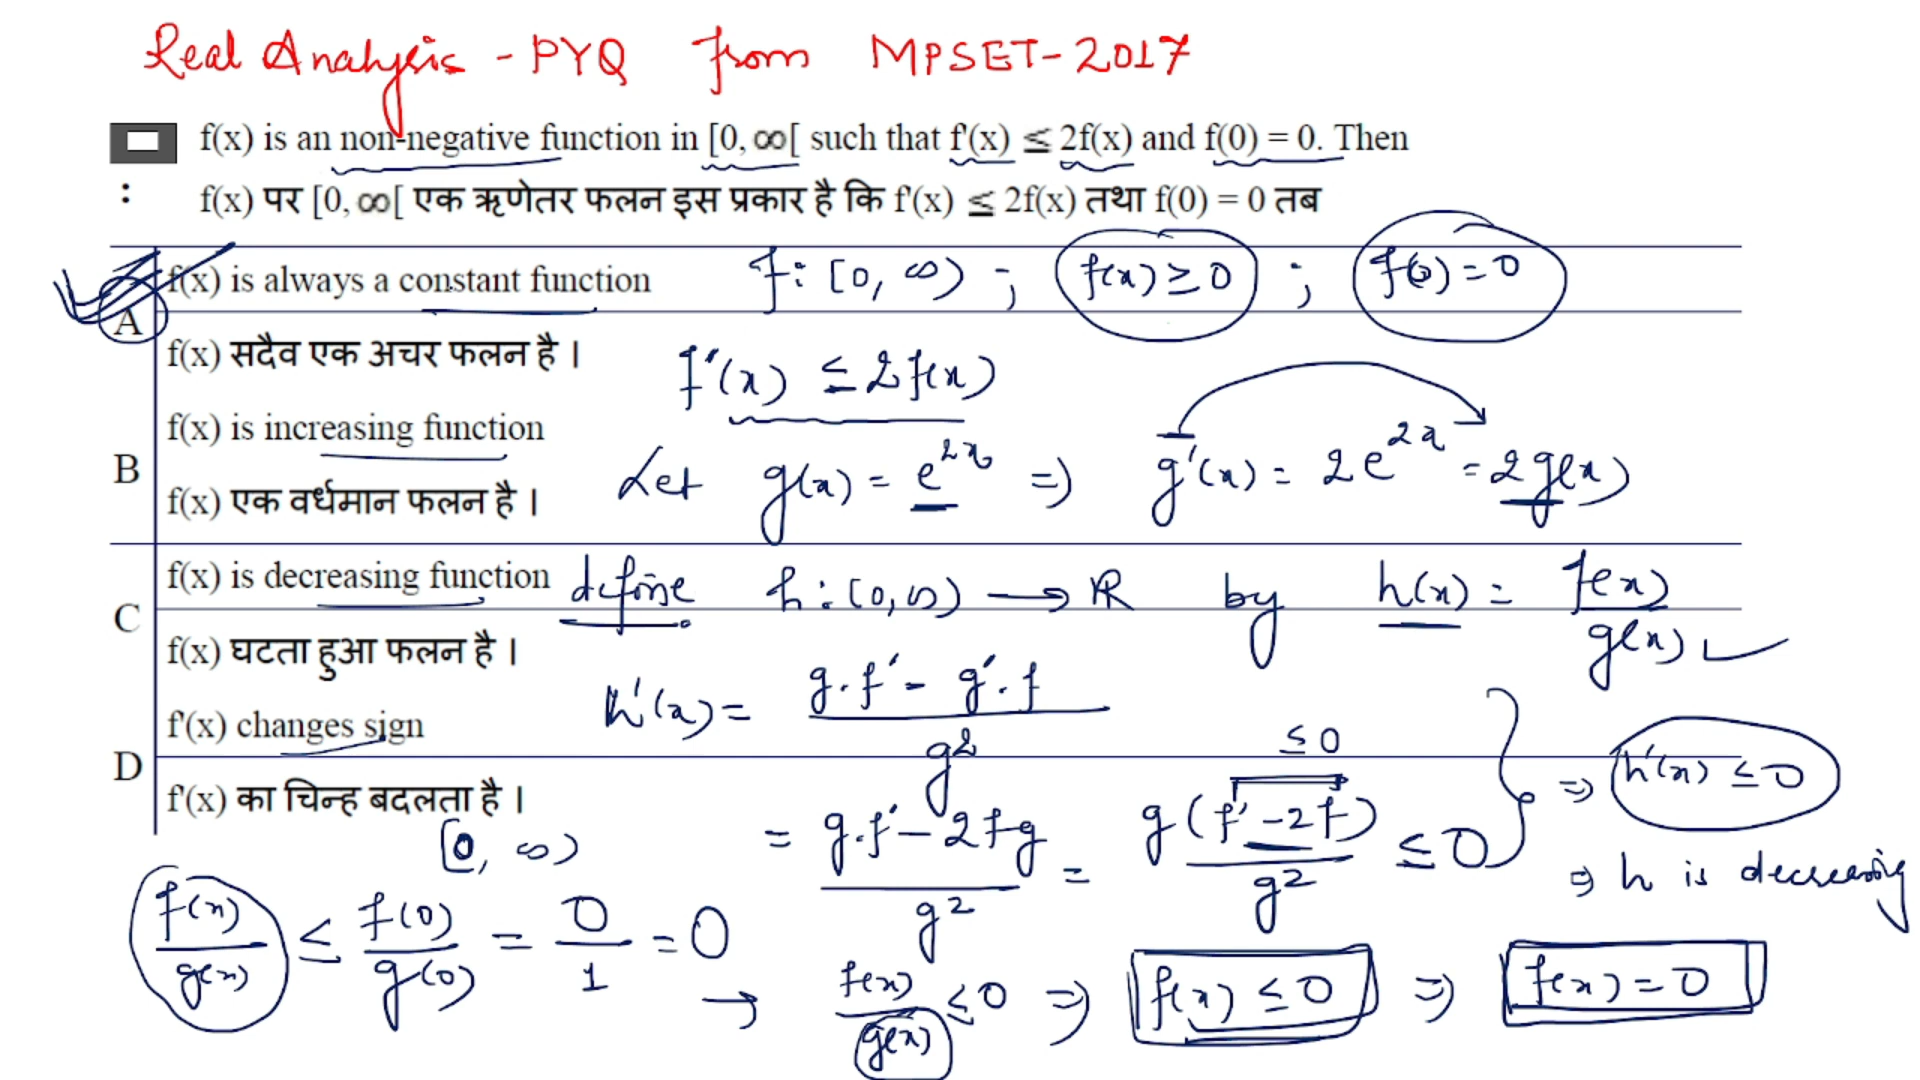 Real Analysis - PYQ from MPSET-2017
f(x) is an non-negative function in [0, ∞[ such that f'(x) ≤ 2f(x) and f(0) = 0. Then
: f(x) पर [0, ∞[ एक ऋणेतर फलन इस प्रकार है कि f'(x) ≤ 2f(x) तथा f(0) = 0 तब
f(x) is always a constant function f: [0, ∞) ; f(x) ≥ 0 ; f(0) = 0
A
f(x) सदैव एक अचर फलन है ।
f'(x) ≤ 2f(x)
f(x) is increasing function
B
Let g(x) = e^2x ⇒ g'(x) = 2e^2x = 2g(x)
f(x) एक वर्धमान फलन है ।
f(x) is decreasing function define h: [0, ∞) → R by h(x) = f(x)/g(x)
C
f(x) घटता हुआ फलन है ।
h'(x) = (g.f' - g'.f)/g²
f'(x) changes sign
D
≤ 0
f'(x) का चिन्ह बदलता है ।
= (g.f' - 2fg)/g² = g(f' - 2f)/g² ≤ 0 ⇒ h'(x) ≤ 0
[0, ∞)
⇒ h is decreasing
f(x)/g(x) ≤ f(0)/g(0) = 0/1 = 0
→ f(x)/g(x) ≤ 0 ⇒ f(x) ≤ 0 ⇒ f(x) = 0